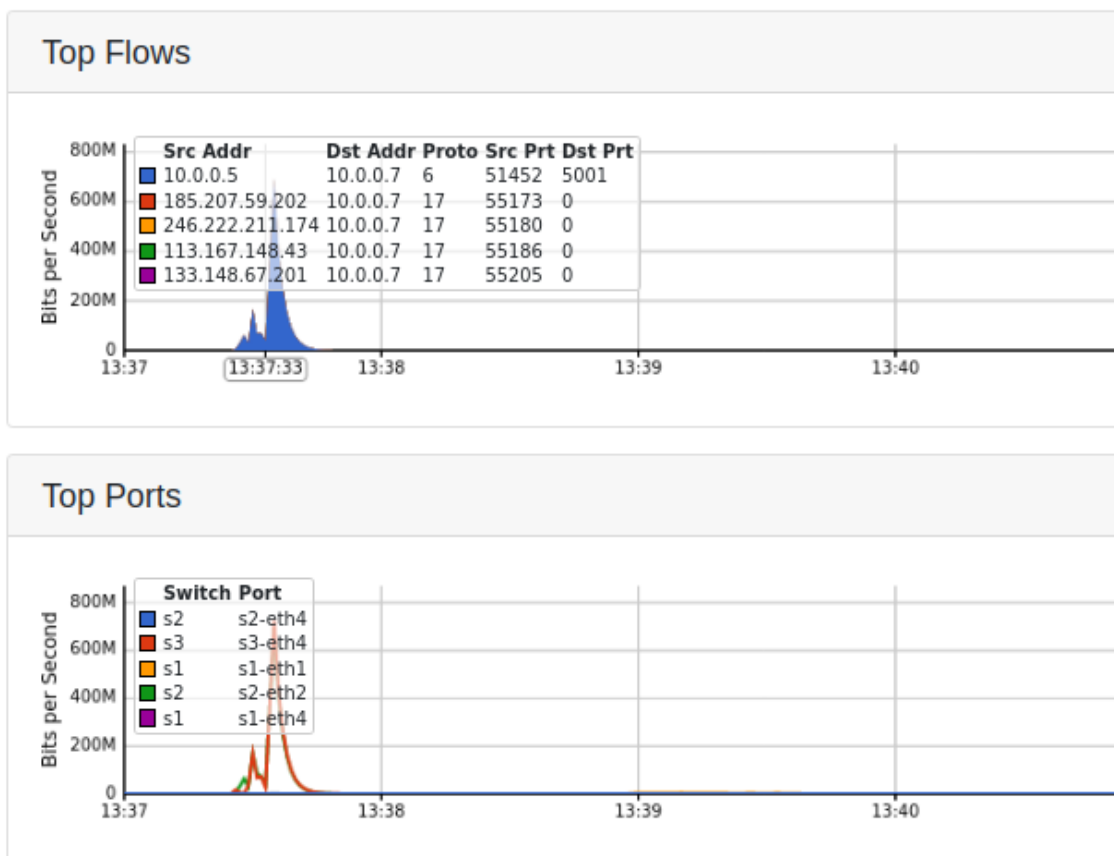 Top Flows
Bits per Second
800M
600M
400M
200M
0
Src Addr Dst Addr Proto Src Prt Dst Prt
10.0.0.5 10.0.0.7 6 51452 5001
185.207.59.202 10.0.0.7 17 55173 0
246.222.211.174 10.0.0.7 17 55180 0
113.167.148.43 10.0.0.7 17 55186 0
133.148.67.201 10.0.0.7 17 55205 0
13:37 13:37:33 13:38 13:39 13:40
Top Ports
Bits per Second
800M
600M
400M
200M
0
Switch Port
s2 s2-eth4
s3 s3-eth4
s1 s1-eth1
s2 s2-eth2
s1 s1-eth4
13:37 13:38 13:39 13:40